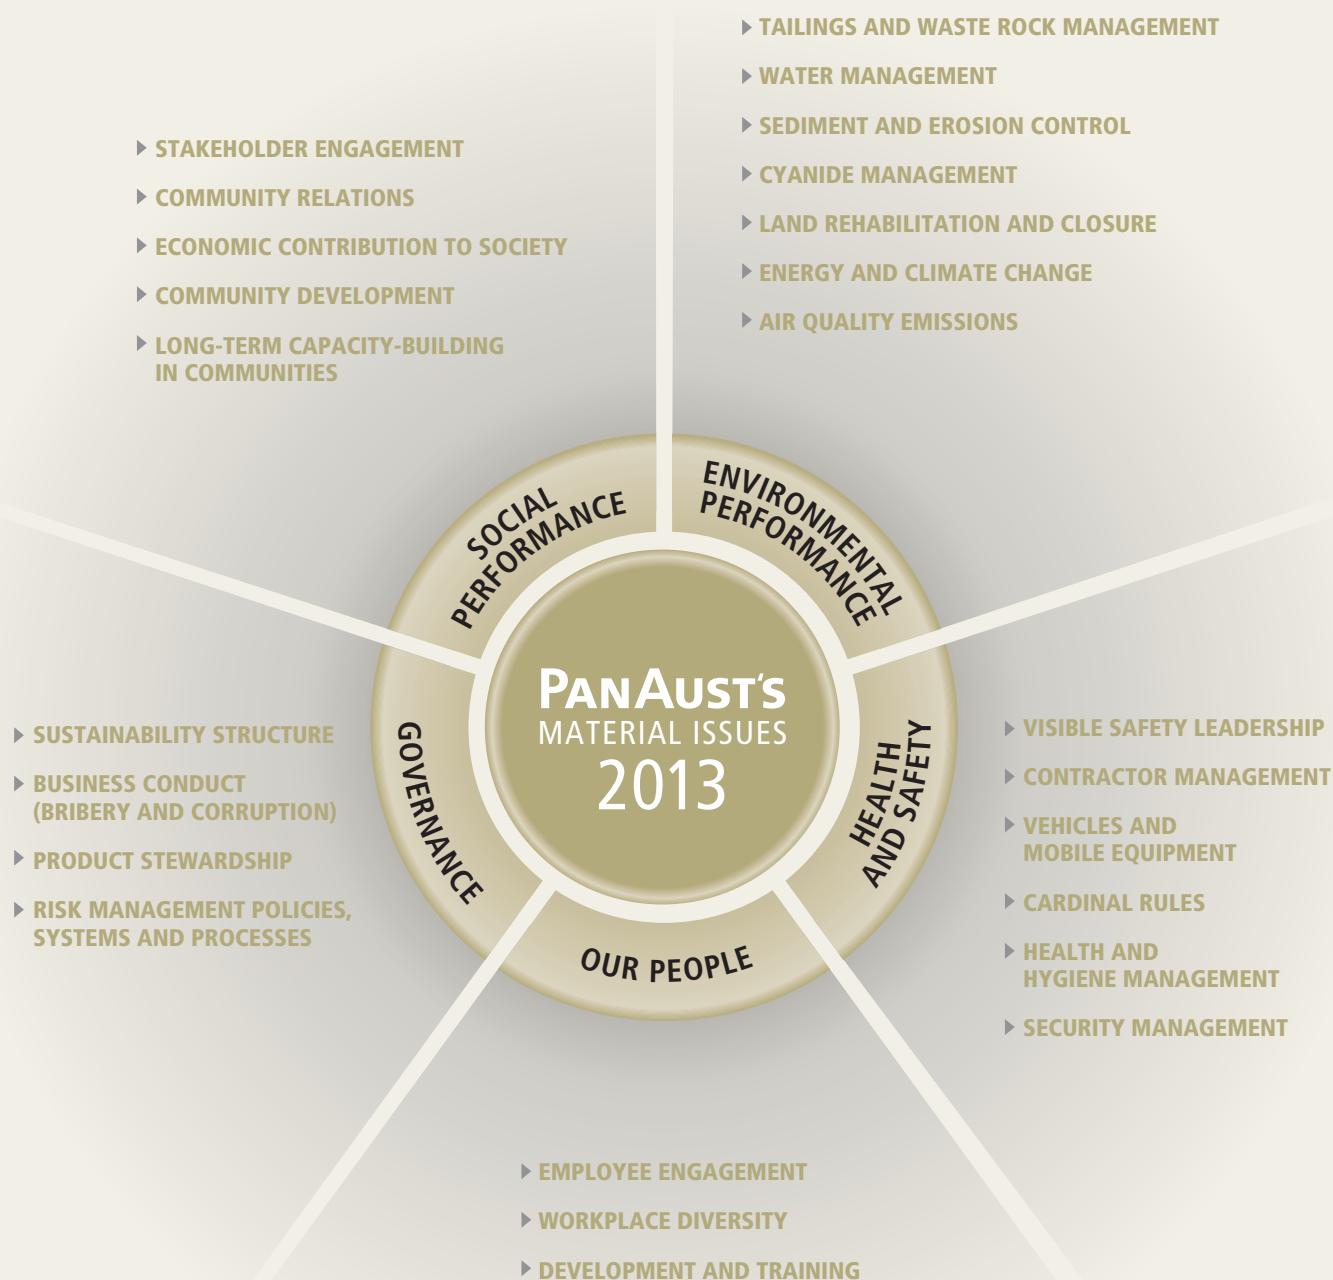 STAKEHOLDER ENGAGEMENT
COMMUNITY RELATIONS
ECONOMIC CONTRIBUTION TO SOCIETY
COMMUNITY DEVELOPMENT
LONG-TERM CAPACITY-BUILDING
IN COMMUNITIES
TAILINGS AND WASTE ROCK MANAGEMENT
WATER MANAGEMENT
SEDIMENT AND EROSION CONTROL
CYANIDE MANAGEMENT
LAND REHABILITATION AND CLOSURE
ENERGY AND CLIMATE CHANGE
AIR QUALITY EMISSIONS
SOCIAL
PERFORMANCE
ENVIRONMENTAL
PERFORMANCE
PANAUST'S
MATERIAL ISSUES
2013
GOVERNANCE
HEALTH
AND SAFETY
OUR PEOPLE
SUSTAINABILITY STRUCTURE
BUSINESS CONDUCT
(BRIBERY AND CORRUPTION)
PRODUCT STEWARDSHIP
RISK MANAGEMENT POLICIES,
SYSTEMS AND PROCESSES
VISIBLE SAFETY LEADERSHIP
CONTRACTOR MANAGEMENT
VEHICLES AND
MOBILE EQUIPMENT
CARDINAL RULES
HEALTH AND
HYGIENE MANAGEMENT
SECURITY MANAGEMENT
EMPLOYEE ENGAGEMENT
WORKPLACE DIVERSITY
DEVELOPMENT AND TRAINING